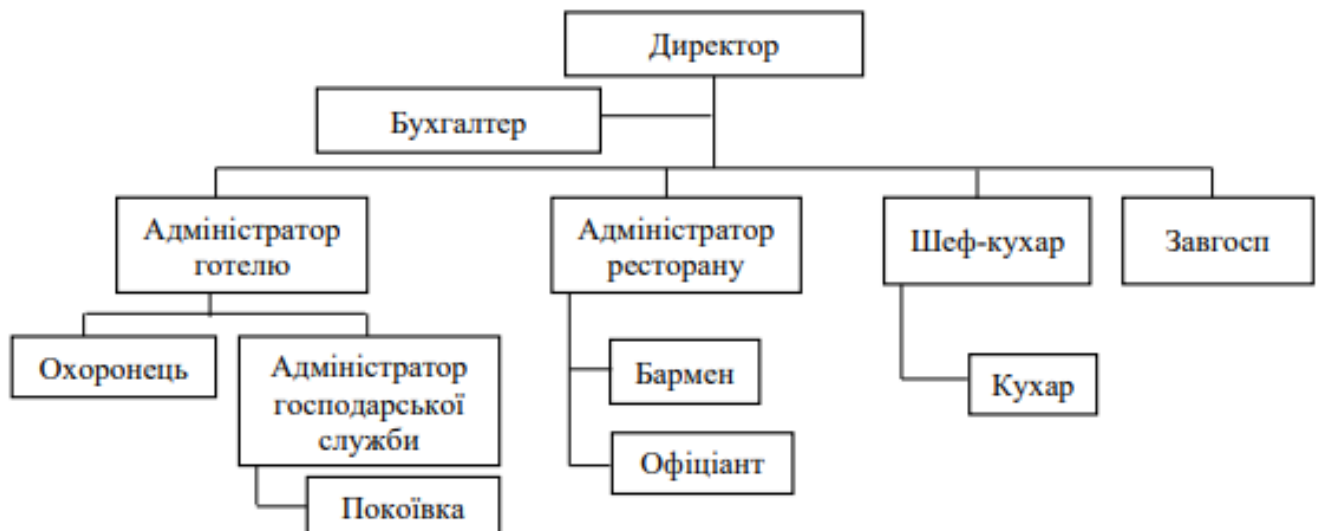 Директор
Бухгалтер
Адміністратор
готелю
Адміністратор
ресторану
Шеф-кухар
Завгосп
Охоронець
Адміністратор
господарської
служби
Бармен
Кухар
Офіціант
Покоївка